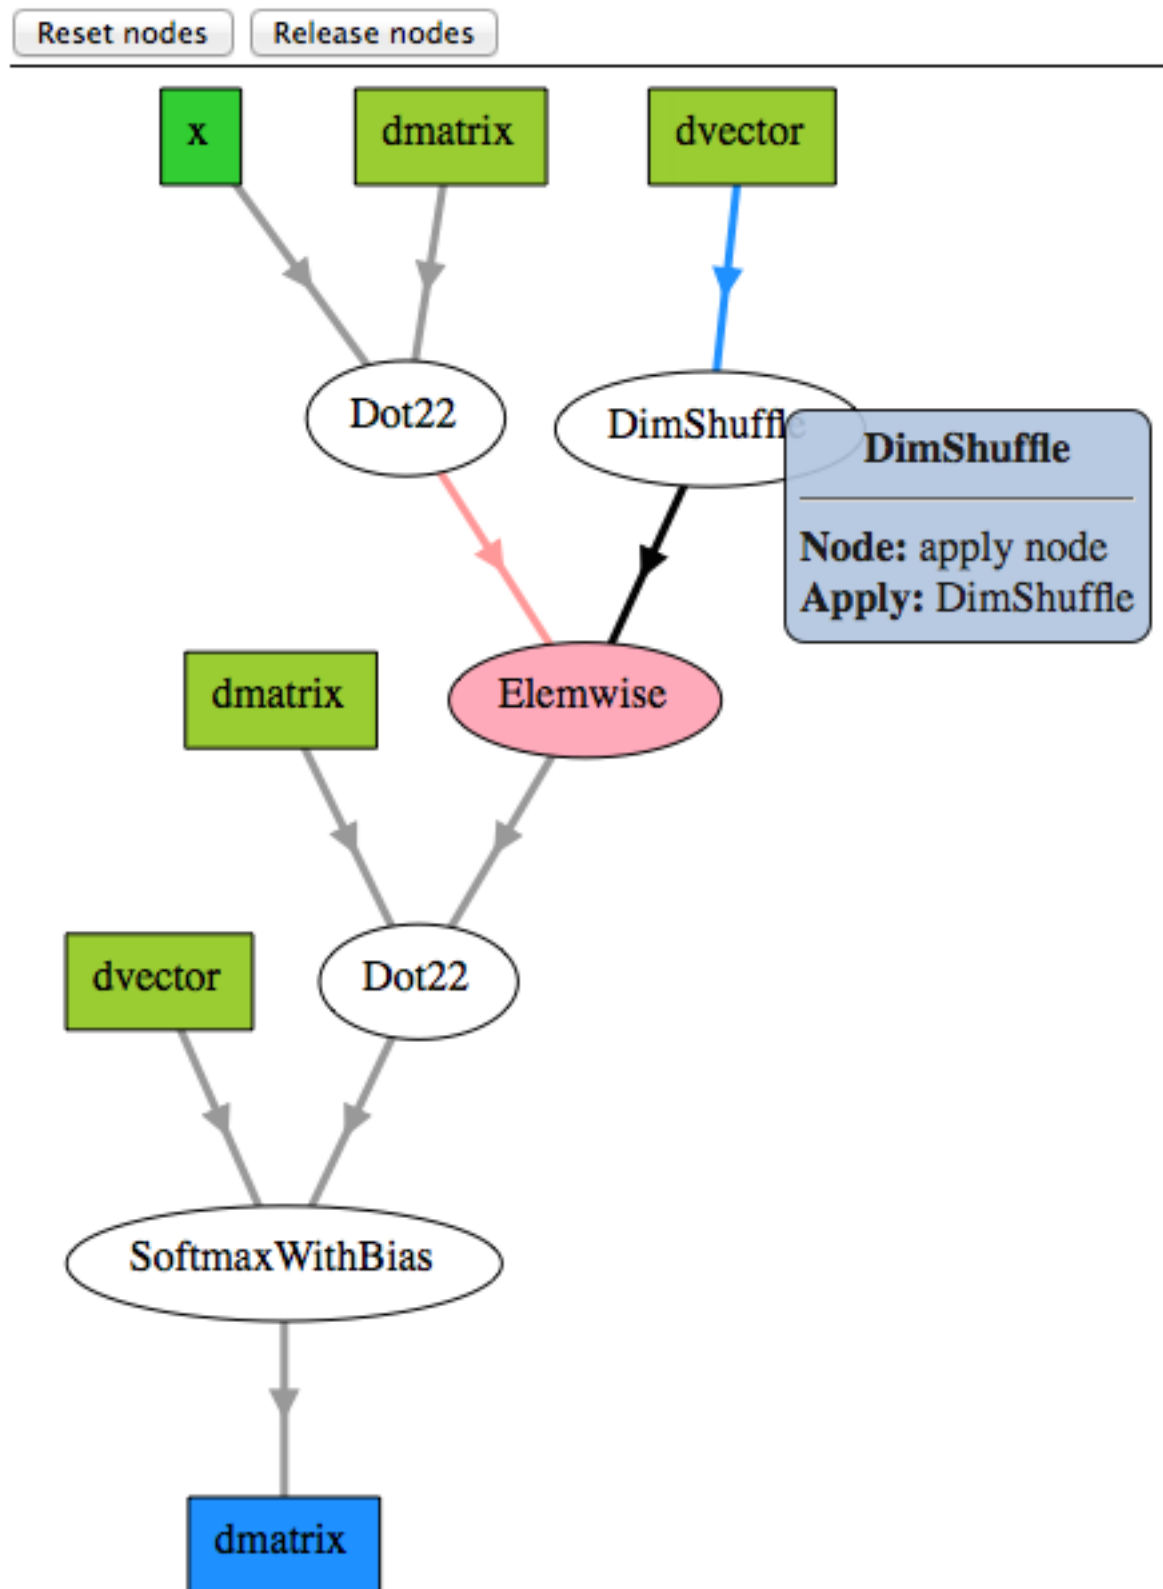 Reset nodes Release nodes
x dmatrix dvector
Dot22 DimShuffle
DimShuffle
Node: apply node
Apply: DimShuffle
dmatrix Elemwise
dvector Dot22
SoftmaxWithBias
dmatrix